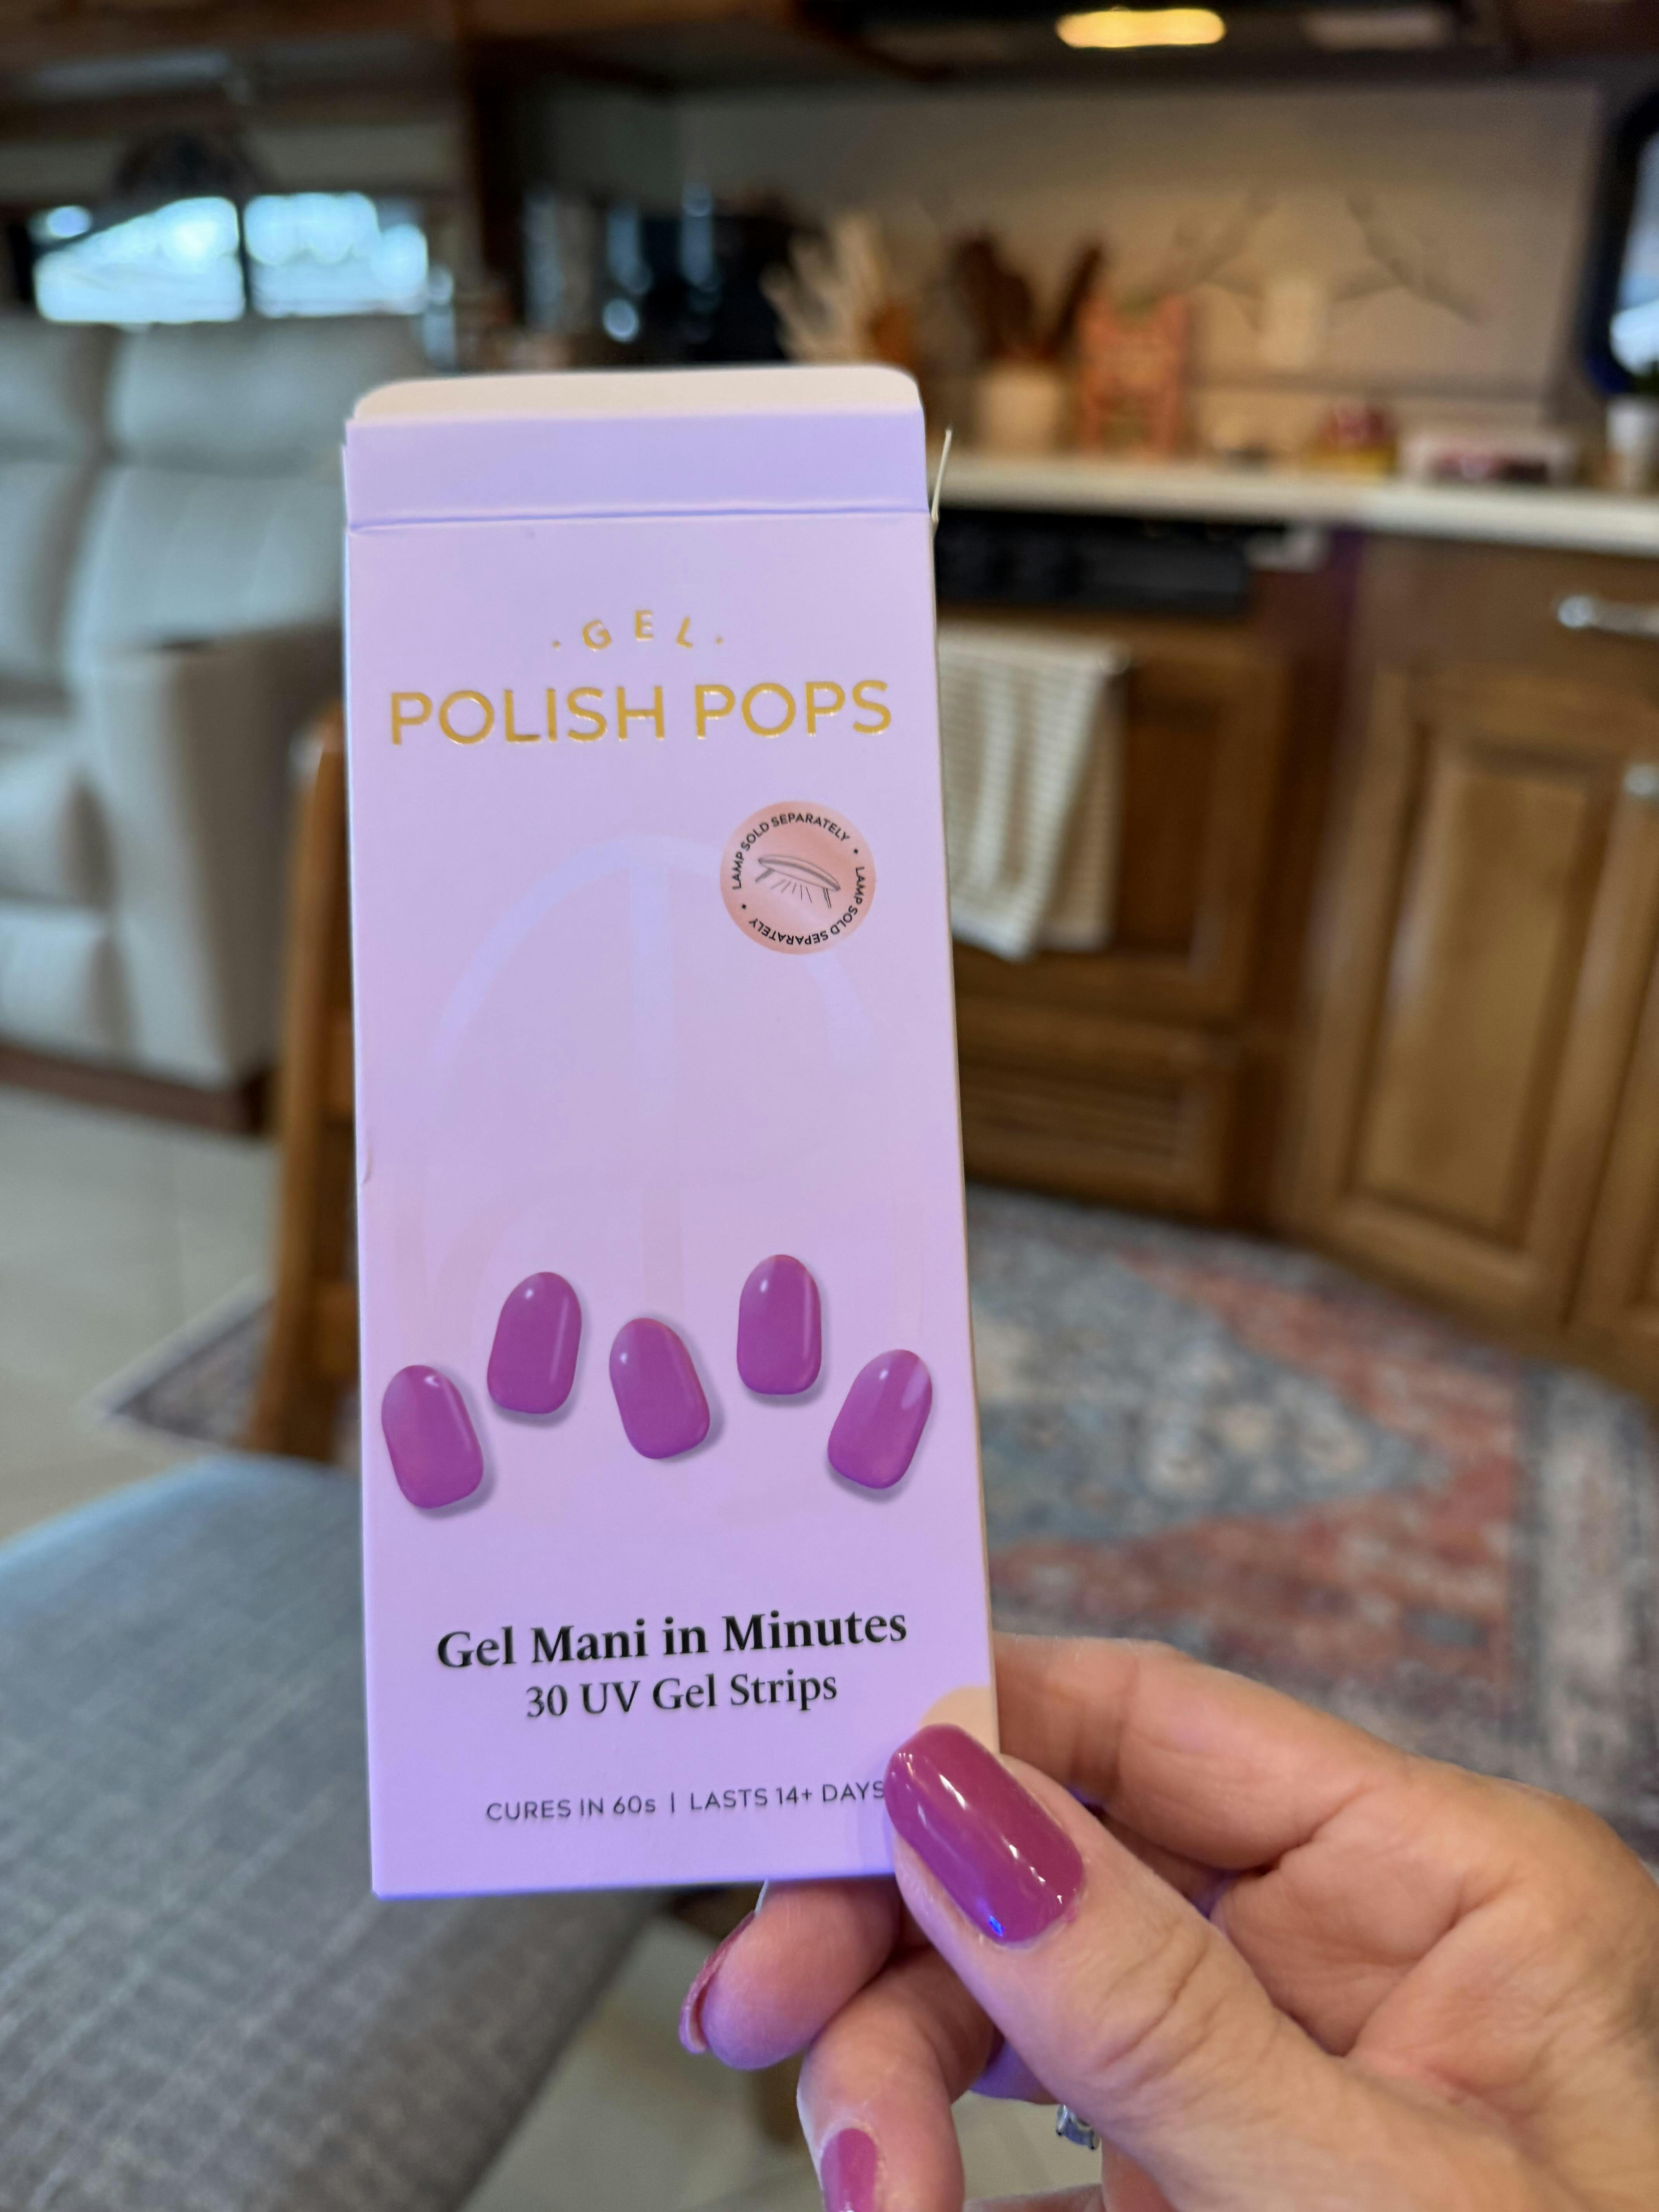 · GEL ·
POLISH POPS
LAMP SOLD SEPARATELY • LAMP SOLD SEPARATELY •
Gel Mani in Minutes
30 UV Gel Strips
CURES IN 60s | LASTS 14+ DAYS